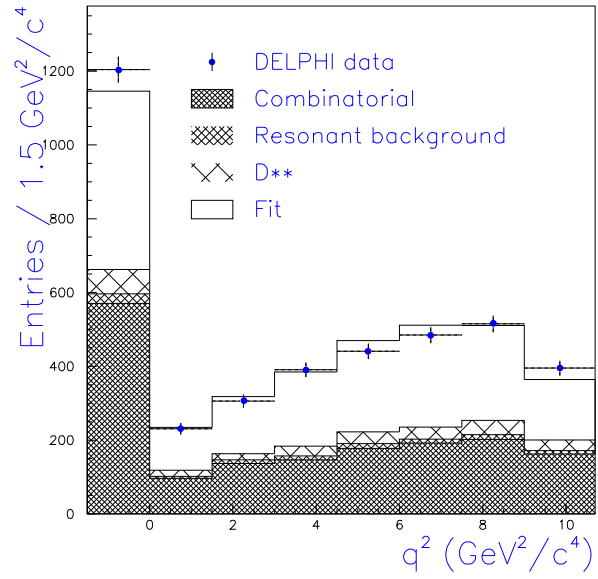 Entries / 1.5 GeV²/c⁴
1200
1000
800
600
400
200
0
DELPHI data
Combinatorial
Resonant background
D**
Fit
0 2 4 6 8 10
q² (GeV²/c⁴)